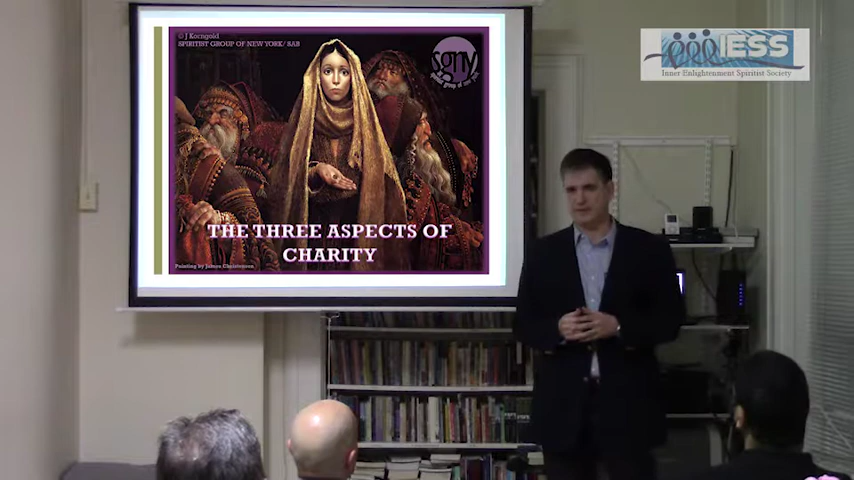 © J Korngold
SPIRITIST GROUP OF NEW YORK/ SAB
sgny
THE THREE ASPECTS OF
CHARITY
Painting by James Christensen
IESS
Inner Enlightenment Spiritist Society